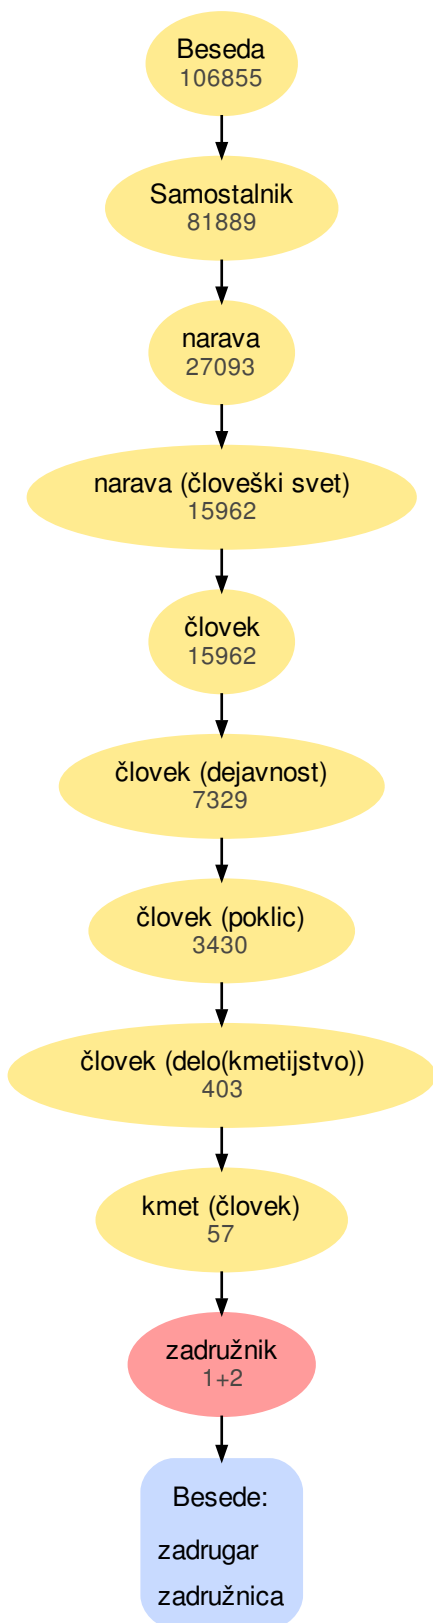 Beseda
106855
Samostalnik
81889
narava
27093
narava (človeški svet)
15962
človek
15962
človek (dejavnost)
7329
človek (poklic)
3430
človek (delo(kmetijstvo))
403
kmet (človek)
57
zadružnik
1+2
Besede:
zadrugar
zadružnica